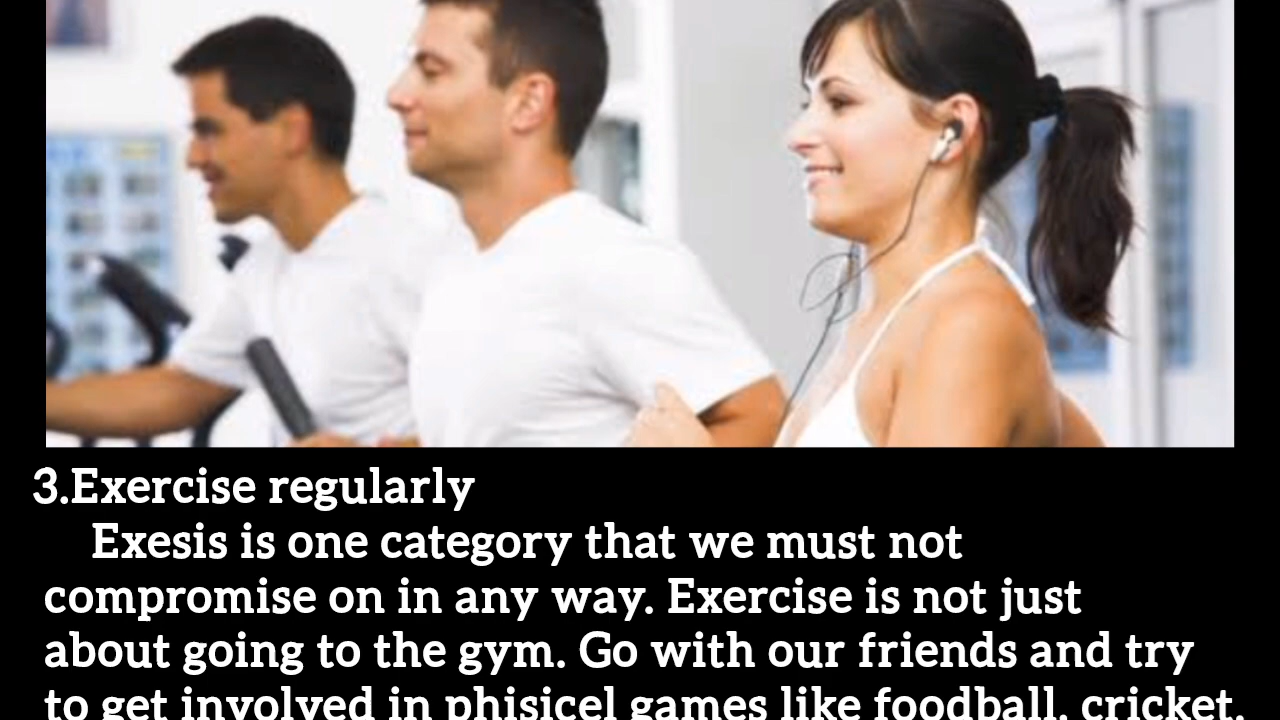 3.Exercise regularly
Exesis is one category that we must not
compromise on in any way. Exercise is not just
about going to the gym. Go with our friends and try
to get involved in phisicel games like foodball, cricket,